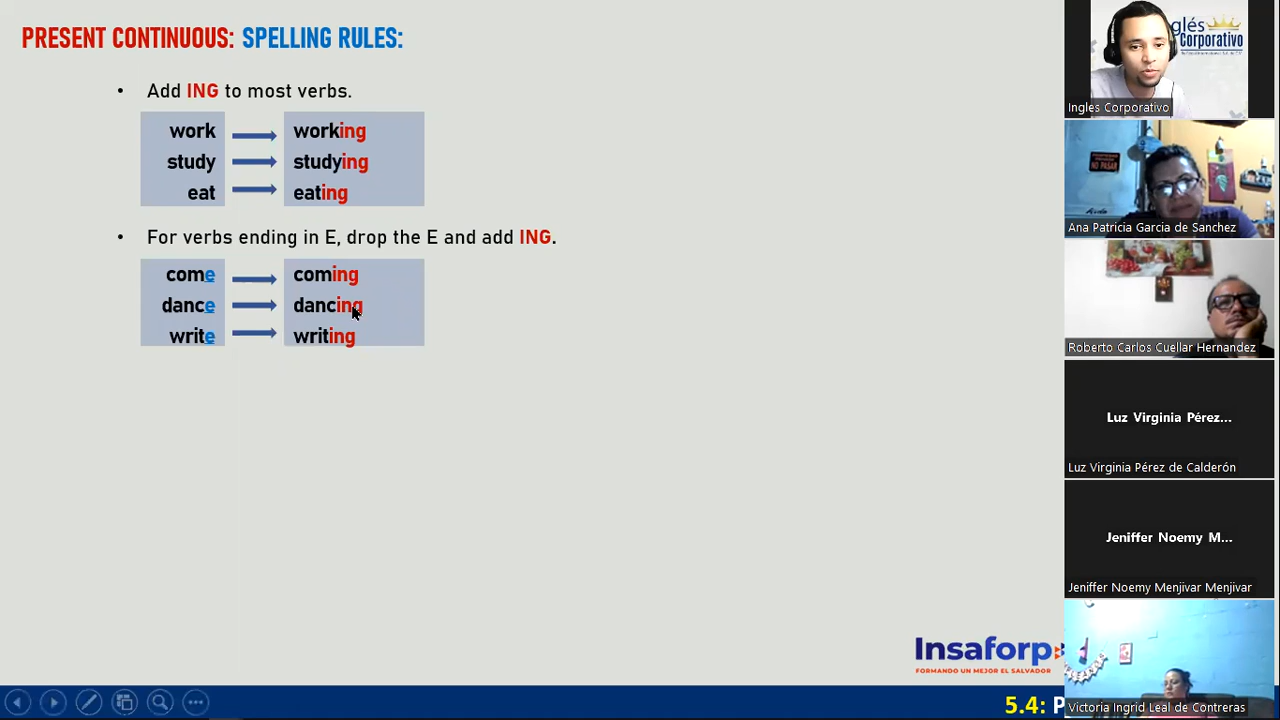 PRESENT CONTINUOUS: SPELLING RULES:
• Add ING to most verbs.
work working
study studying
eat eating
• For verbs ending in E, drop the E and add ING.
come coming
dance dancing
write writing
Insaforp
FORMANDO UN MEJOR EL SALVADOR
5.4: P
glés
Corporativo
Ingles Corporativo
NO PASAR
Ana Patricia Garcia de Sanchez
Roberto Carlos Cuellar Hernandez
Luz Virginia Pérez...
Luz Virginia Pérez de Calderón
Jeniffer Noemy M...
Jeniffer Noemy Menjivar Menjivar
Victoria Ingrid Leal de Contreras